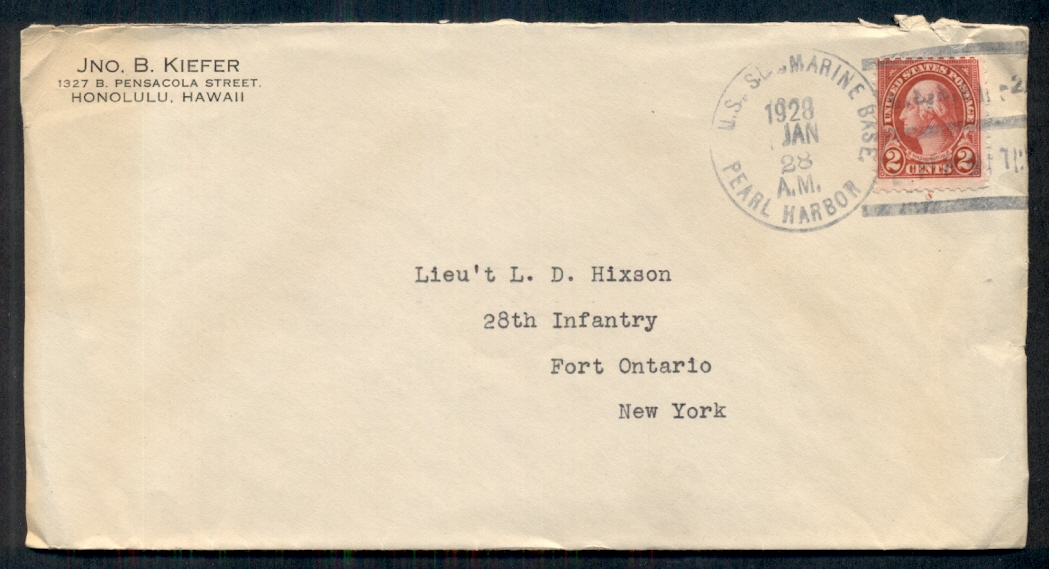 JNO. B. KIEFER
1327 B. PENSACOLA STREET.
HONOLULU, HAWAII
U.S. SUBMARINE BASE
1928
JAN
28
A.M.
PEARL HARBOR
UNITED STATES POSTAGE
2 CENTS 2
Lieu't L. D. Hixson
28th Infantry
Fort Ontario
New York